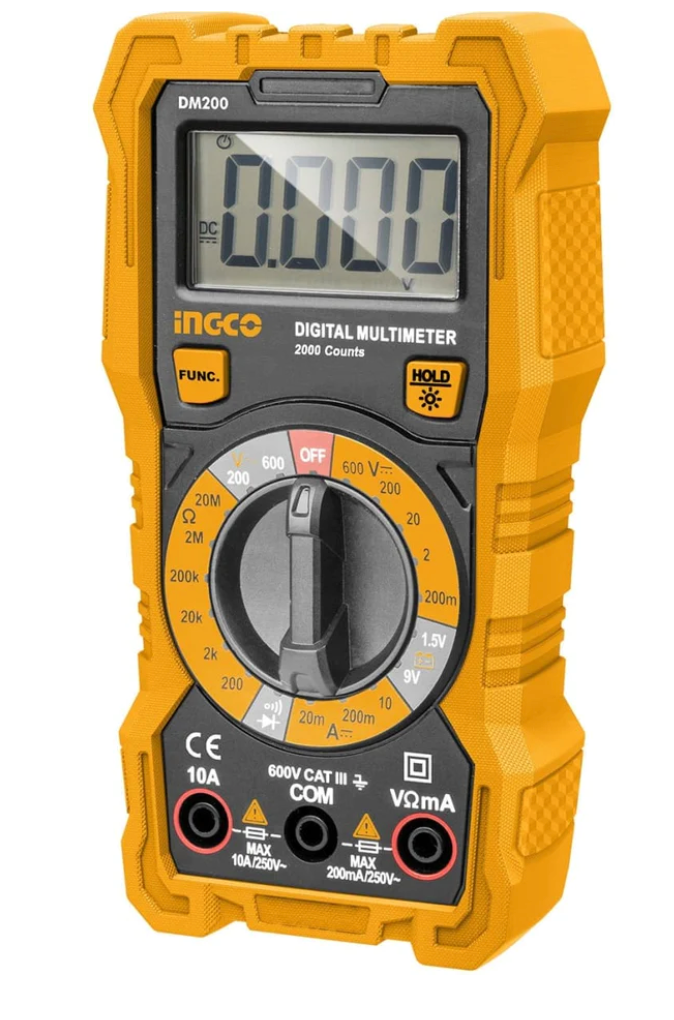 DM200
DC
0.000
V
INGCO
DIGITAL MULTIMETER
2000 Counts
FUNC.
HOLD
OFF
600 V
200
20
2
200m
1.5V
9V
10
200m
20m
A
200
2k
20k
200k
2M
Ω
20M
200
V~
600
CE
10A
600V CAT III
COM
VΩmA
MAX
10A/250V~
MAX
200mA/250V~